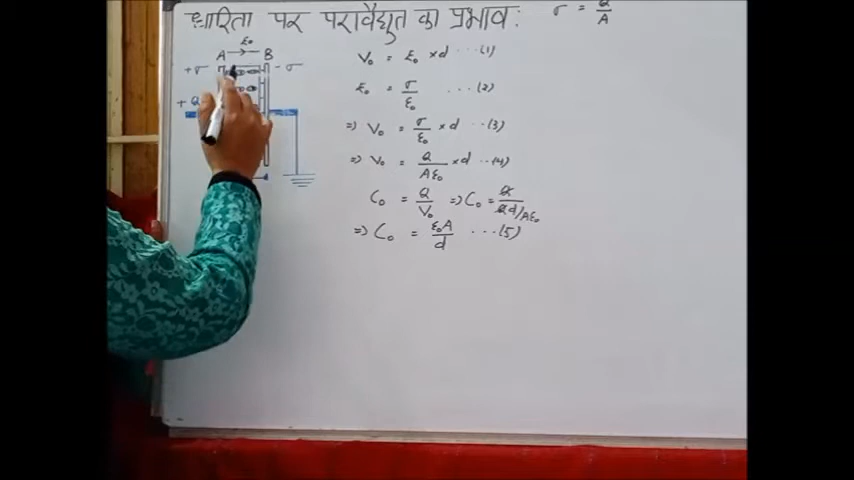 धारिता पर परावैद्युत का प्रभाव: σ = Q/A
E₀
A B
+σ -σ
+Q
V₀ = E₀ × d ...(1)
E₀ = σ/ε₀ ...(2)
=> V₀ = σ/ε₀ × d ...(3)
=> V₀ = Q/Aε₀ × d ...(4)
C₀ = Q/V₀ => C₀ = Q/Qd/Aε₀
=> C₀ = ε₀A/d ...(5)